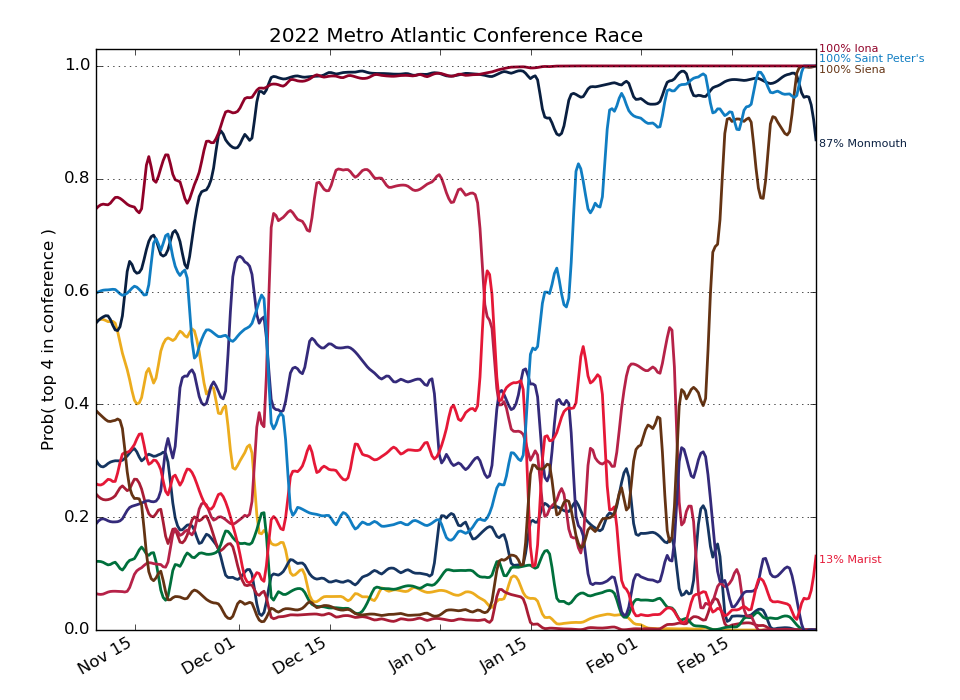 2022 Metro Atlantic Conference Race
100% Iona
100% Saint Peter's
100% Siena
87% Monmouth
13% Marist
Prob( top 4 in conference )
1.0
0.8
0.6
0.4
0.2
0.0
Nov 15
Dec 01
Dec 15
Jan 01
Jan 15
Feb 01
Feb 15